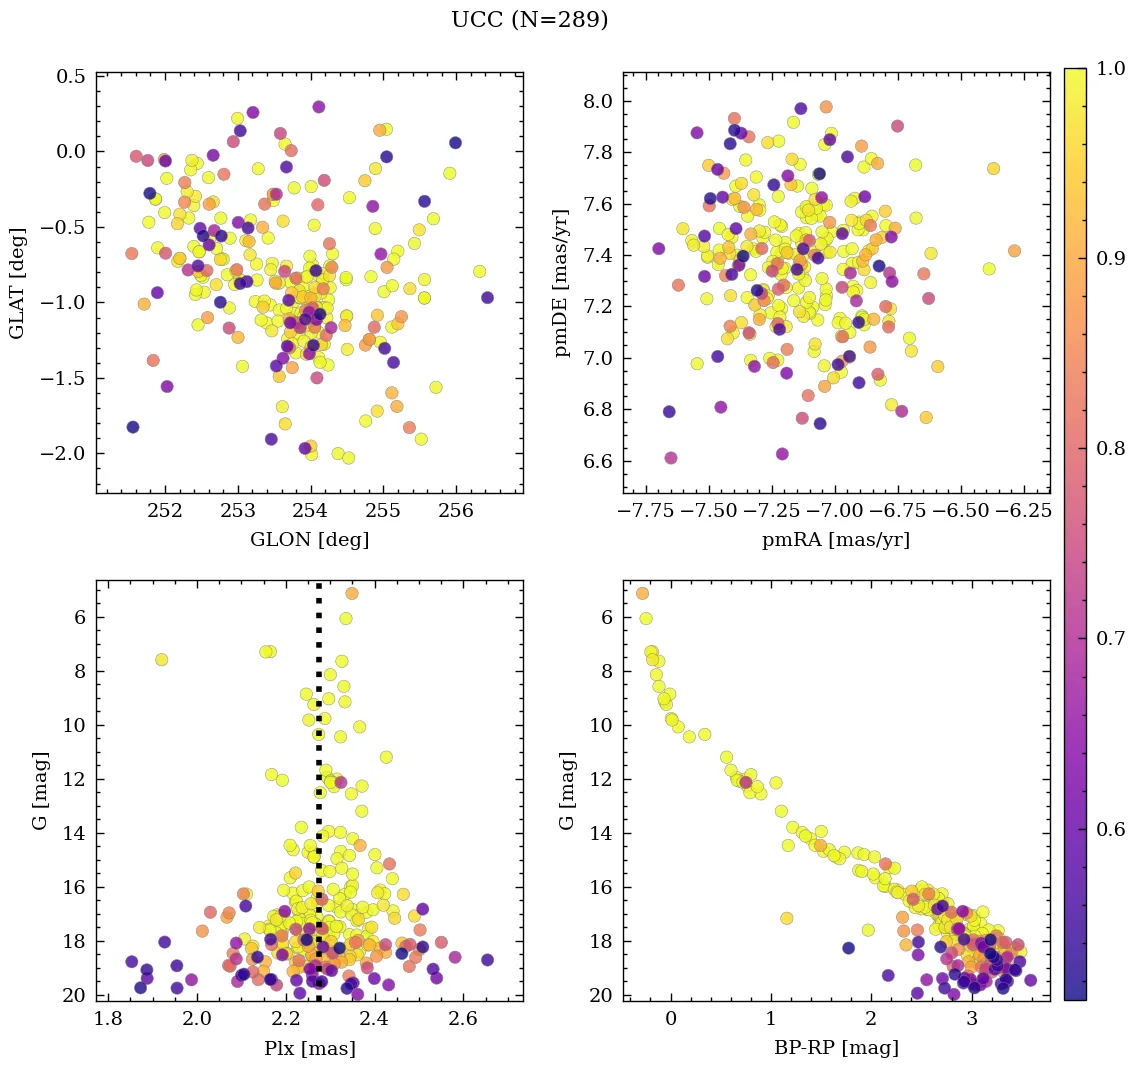 UCC (N=289)
0.5
0.0
−0.5
−1.0
−1.5
−2.0
GLAT [deg]
252 253 254 255 256
GLON [deg]
8.0
7.8
7.6
7.4
7.2
7.0
6.8
6.6
pmDE [mas/yr]
−7.75 −7.50 −7.25 −7.00 −6.75 −6.50 −6.25
pmRA [mas/yr]
6
8
10
12
14
16
18
20
G [mag]
1.8 2.0 2.2 2.4 2.6
Plx [mas]
6
8
10
12
14
16
18
20
G [mag]
0 1 2 3
BP-RP [mag]
1.0
0.9
0.8
0.7
0.6